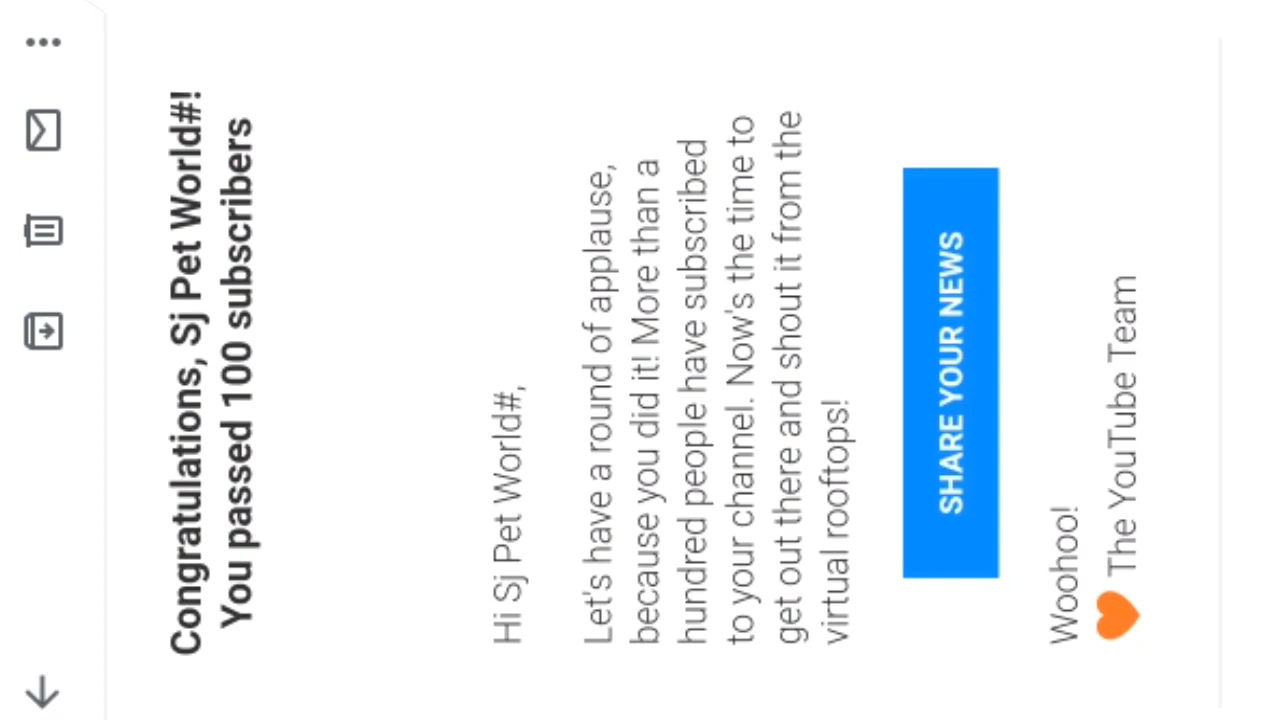 Congratulations, Sj Pet World#!
You passed 100 subscribers
Hi Sj Pet World#,
Let's have a round of applause,
because you did it! More than a
hundred people have subscribed
to your channel. Now's the time to
get out there and shout it from the
virtual rooftops!
SHARE YOUR NEWS
Woohoo!
🧡 The YouTube Team